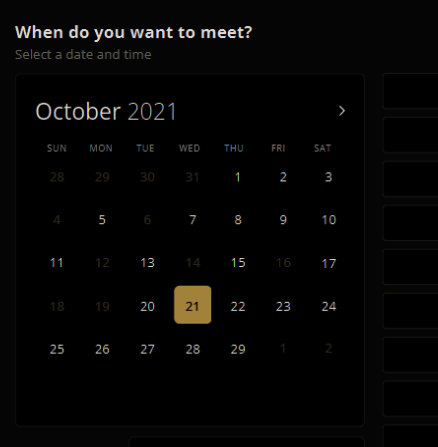 When do you want to meet?
Select a date and time
October 2021
SUN MON TUE WED THU FRI SAT
28 29 30 31 1 2 3
4 5 6 7 8 9 10
11 12 13 14 15 16 17
18 19 20 21 22 23 24
25 26 27 28 29 1 2